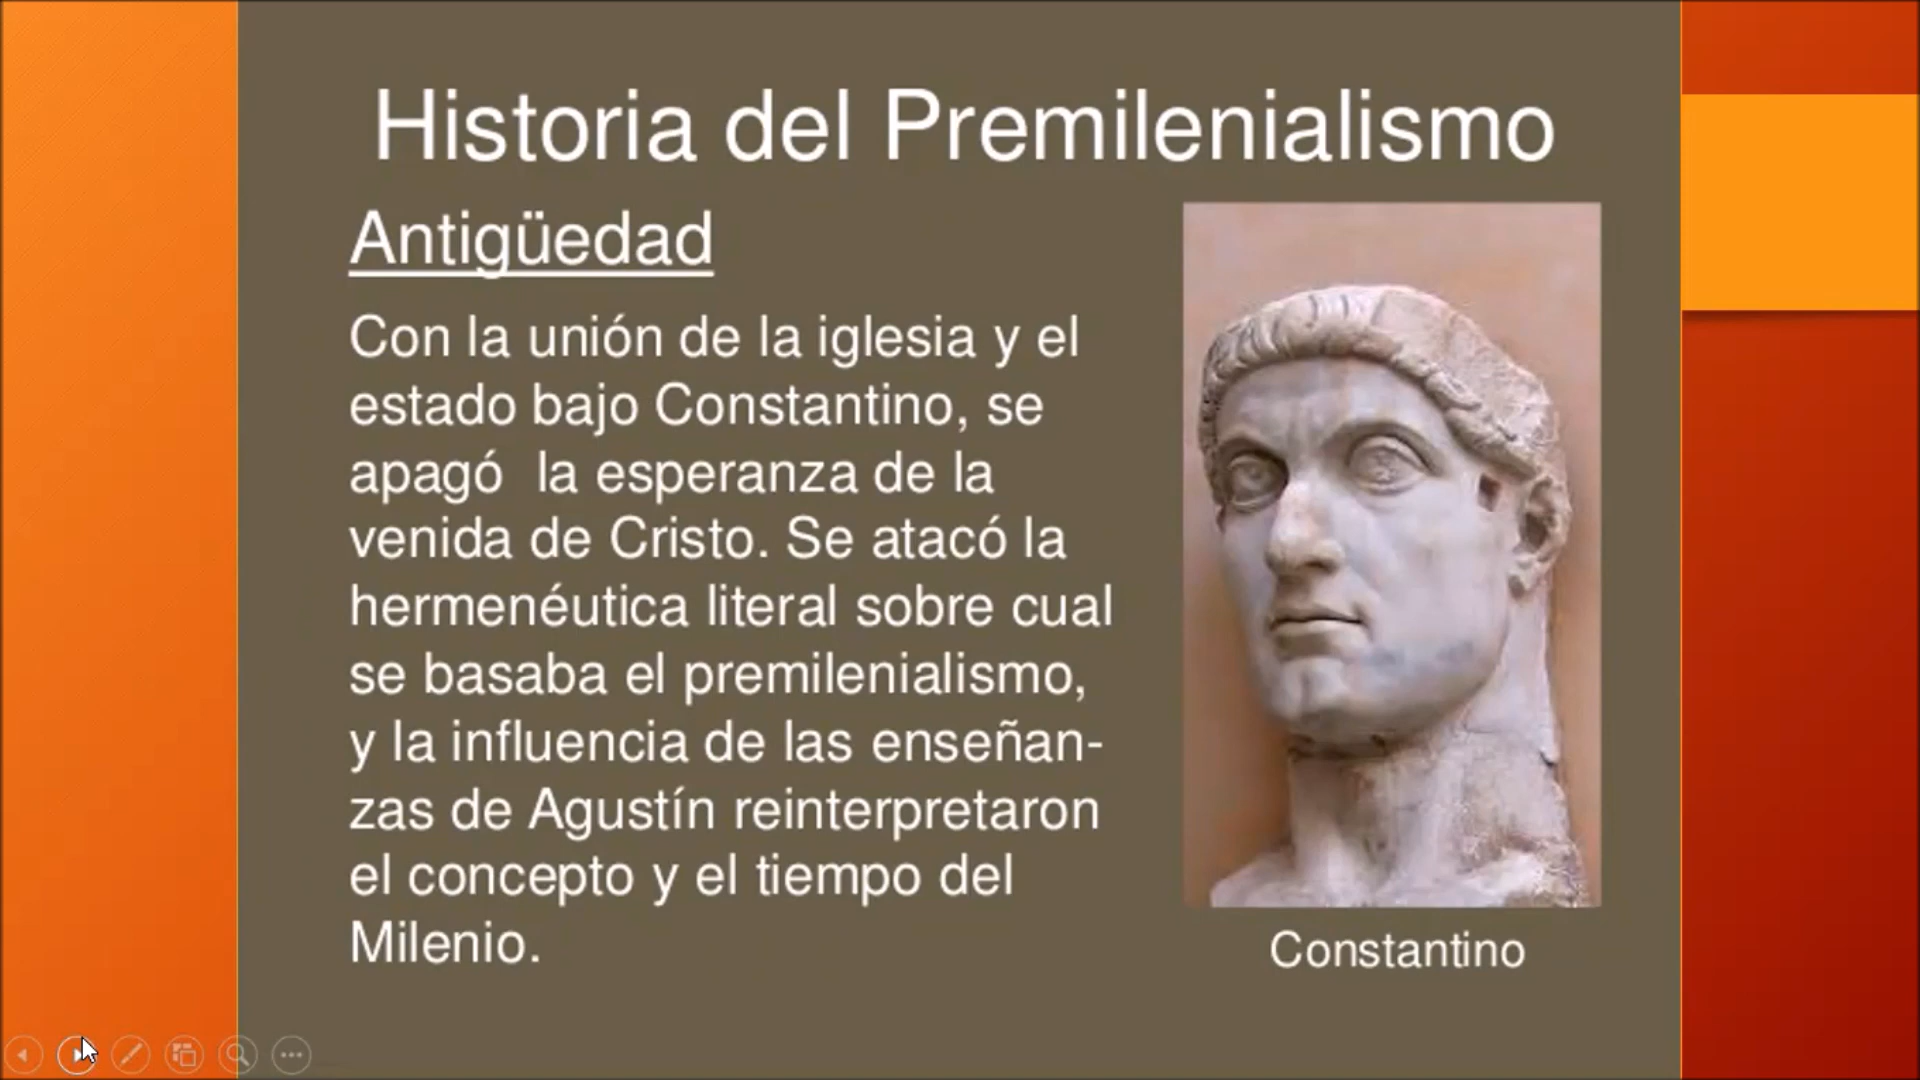 Historia del Premilenialismo
Antigüedad
Con la unión de la iglesia y el
estado bajo Constantino, se
apagó  la esperanza de la
venida de Cristo. Se atacó la
hermenéutica literal sobre cual
se basaba el premilenialismo,
y la influencia de las enseñan-
zas de Agustín reinterpretaron
el concepto y el tiempo del
Milenio.
Constantino